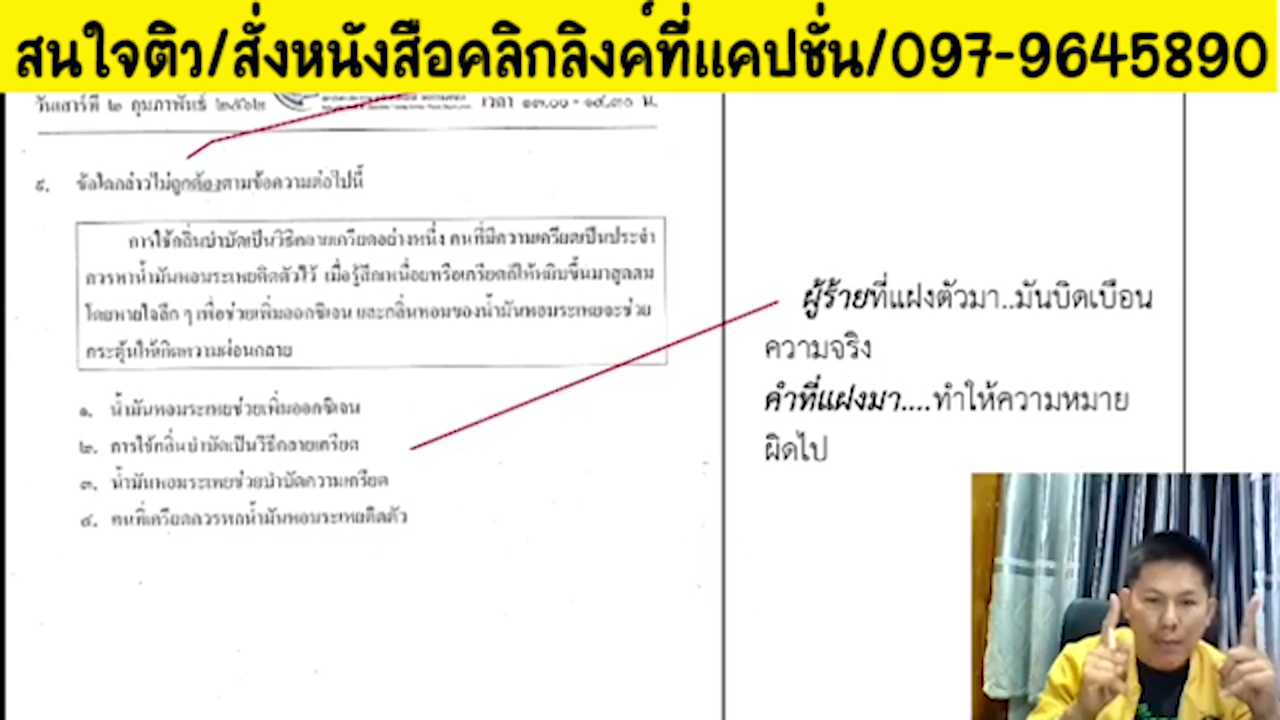 สนใจติว/สั่งหนังสือคลิกลิงค์ที่แคปชั่น/097-9645890
วันเสาร์ที่ ๒ กุมภาพันธ์ ๒๕๖๒ เวลา ๑๓.๐๐ - ๑๔.๓๐ น.
๙. ข้อใดกล่าวไม่ถูกต้องตามข้อความต่อไปนี้
การใช้กลิ่นบำบัดเป็นวิธีคลายเครียดอย่างหนึ่ง คนที่มีความเครียดเป็นประจำ
ควรหาน้ำมันหอมระเหยติดตัวไว้ เมื่อรู้สึกเหนื่อยหรือเครียดก็ให้หยิบขึ้นมาสูดดม
โดยหายใจลึก ๆ เพื่อช่วยเพิ่มออกซิเจน และกลิ่นหอมของน้ำมันหอมระเหยจะช่วย
กระตุ้นให้เกิดความผ่อนคลาย
๑. น้ำมันหอมระเหยช่วยเพิ่มออกซิเจน
๒. การใช้กลิ่นบำบัดเป็นวิธีคลายเครียด
๓. น้ำมันหอมระเหยช่วยบำบัดความเครียด
๔. คนที่เครียดควรพกน้ำมันหอมระเหยติดตัว
ผู้ร้ายที่แฝงตัวมา..มันบิดเบือน
ความจริง
คำที่แฝงมา....ทำให้ความหมาย
ผิดไป